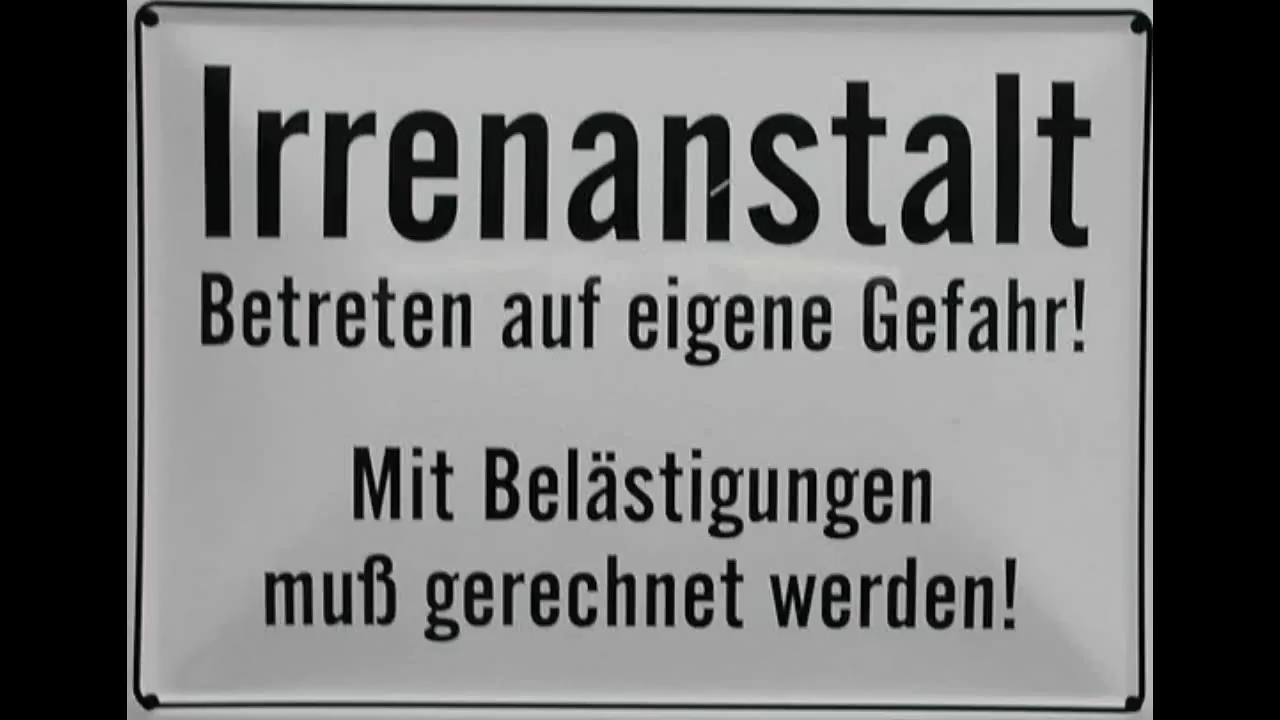 Irrenanstalt
Betreten auf eigene Gefahr!
Mit Belästigungen
muß gerechnet werden!